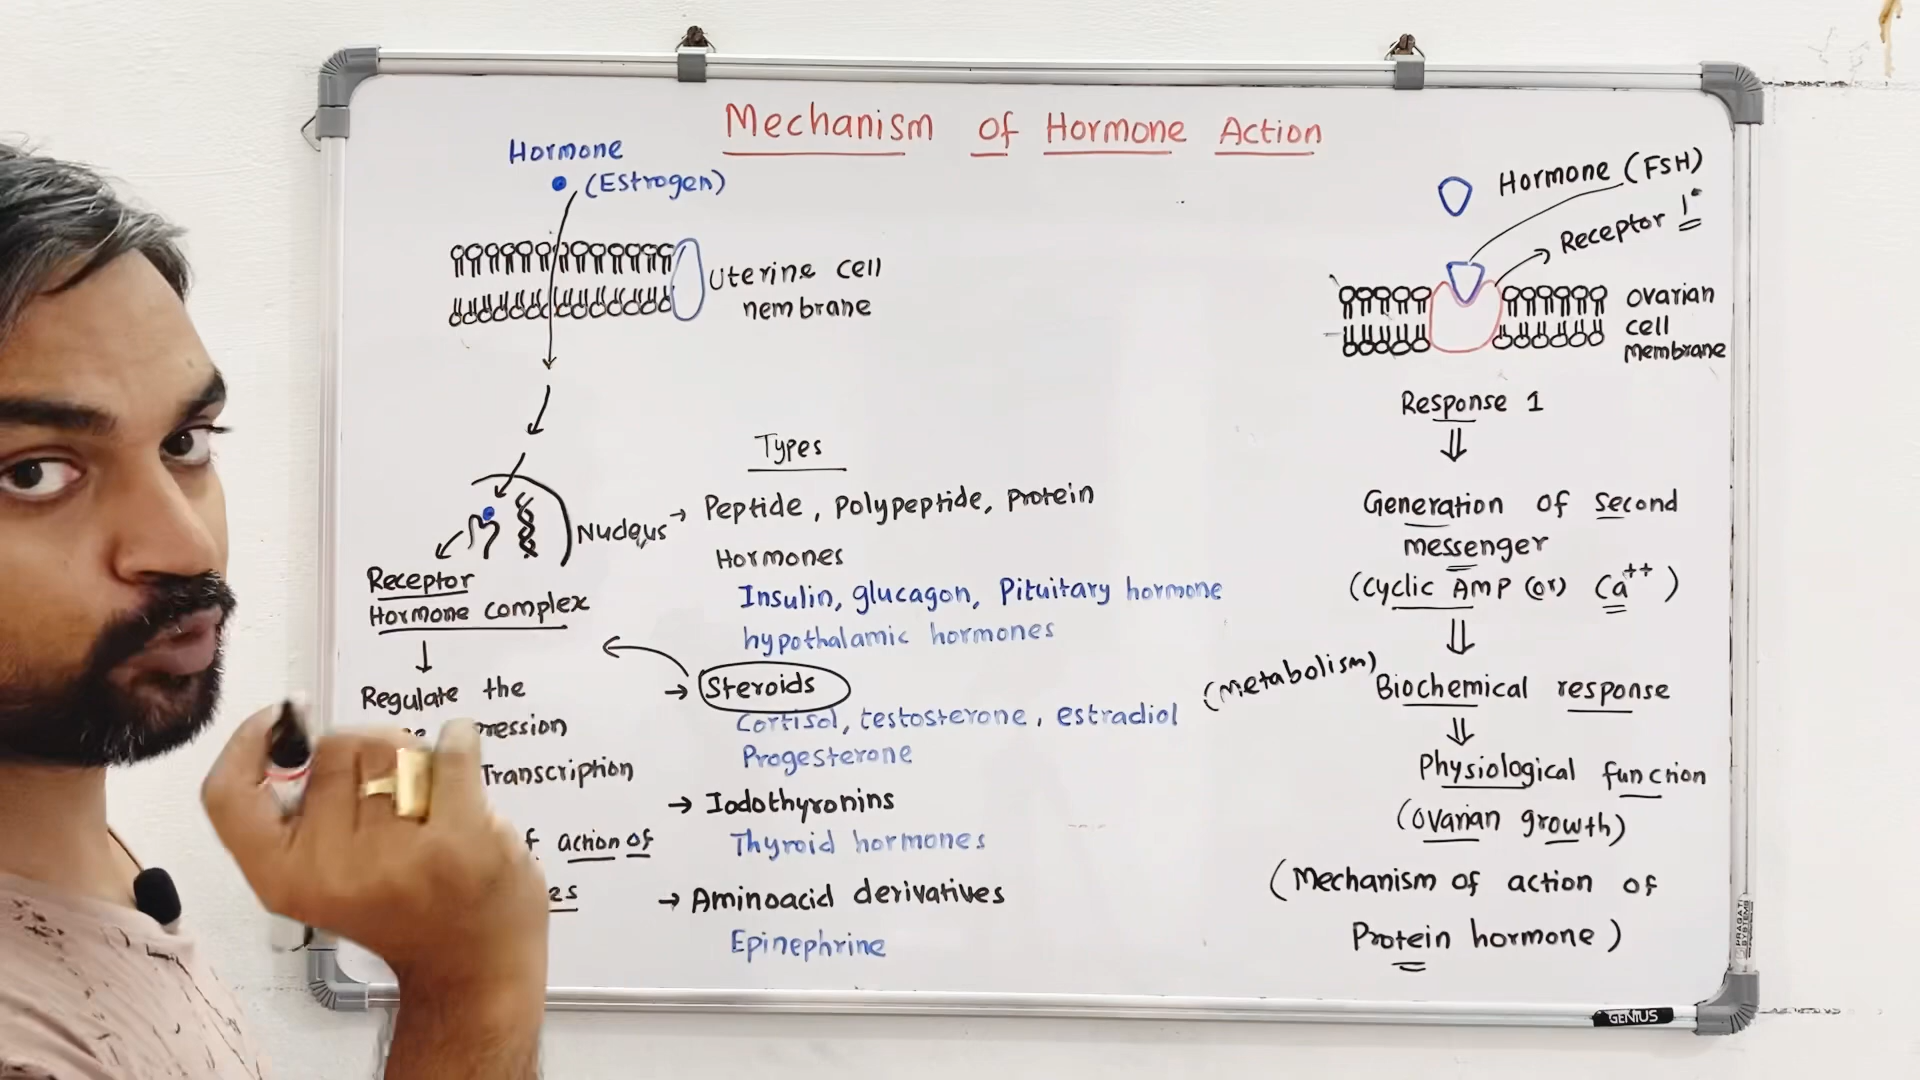 Mechanism of Hormone Action
Hormone
(Estrogen)
Uterine cell
membrane
Nucleus
Receptor
Hormone complex
Regulate the
Transcription
action of
Types
→ Peptide, polypeptide, protein
Hormones
Insulin, glucagon, Pituitary hormone
hypothalamic hormones
→ Steroids
Cortisol, testosterone, estradiol
Progesterone
→ Iodothyronins
Thyroid hormones
→ Aminoacid derivatives
Epinephrine
Hormone (FSH)
Receptor 1°
ovarian
cell
membrane
Response 1
Generation of second
messenger
(cyclic AMP (or) Ca++)
(metabolism)
Biochemical response
Physiological function
(ovarian growth)
(Mechanism of action of
Protein hormone)
PRAGATI
SYSTEMS
GENIUS